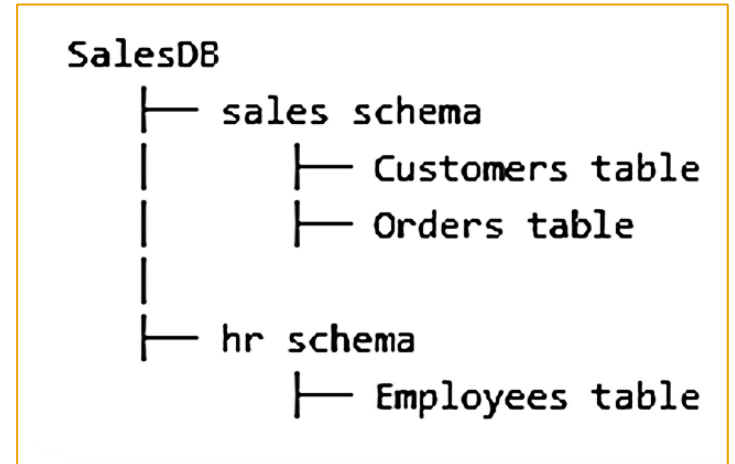 SalesDB
├── sales schema
│       ├── Customers table
│       ├── Orders table
│
├── hr schema
        ├── Employees table